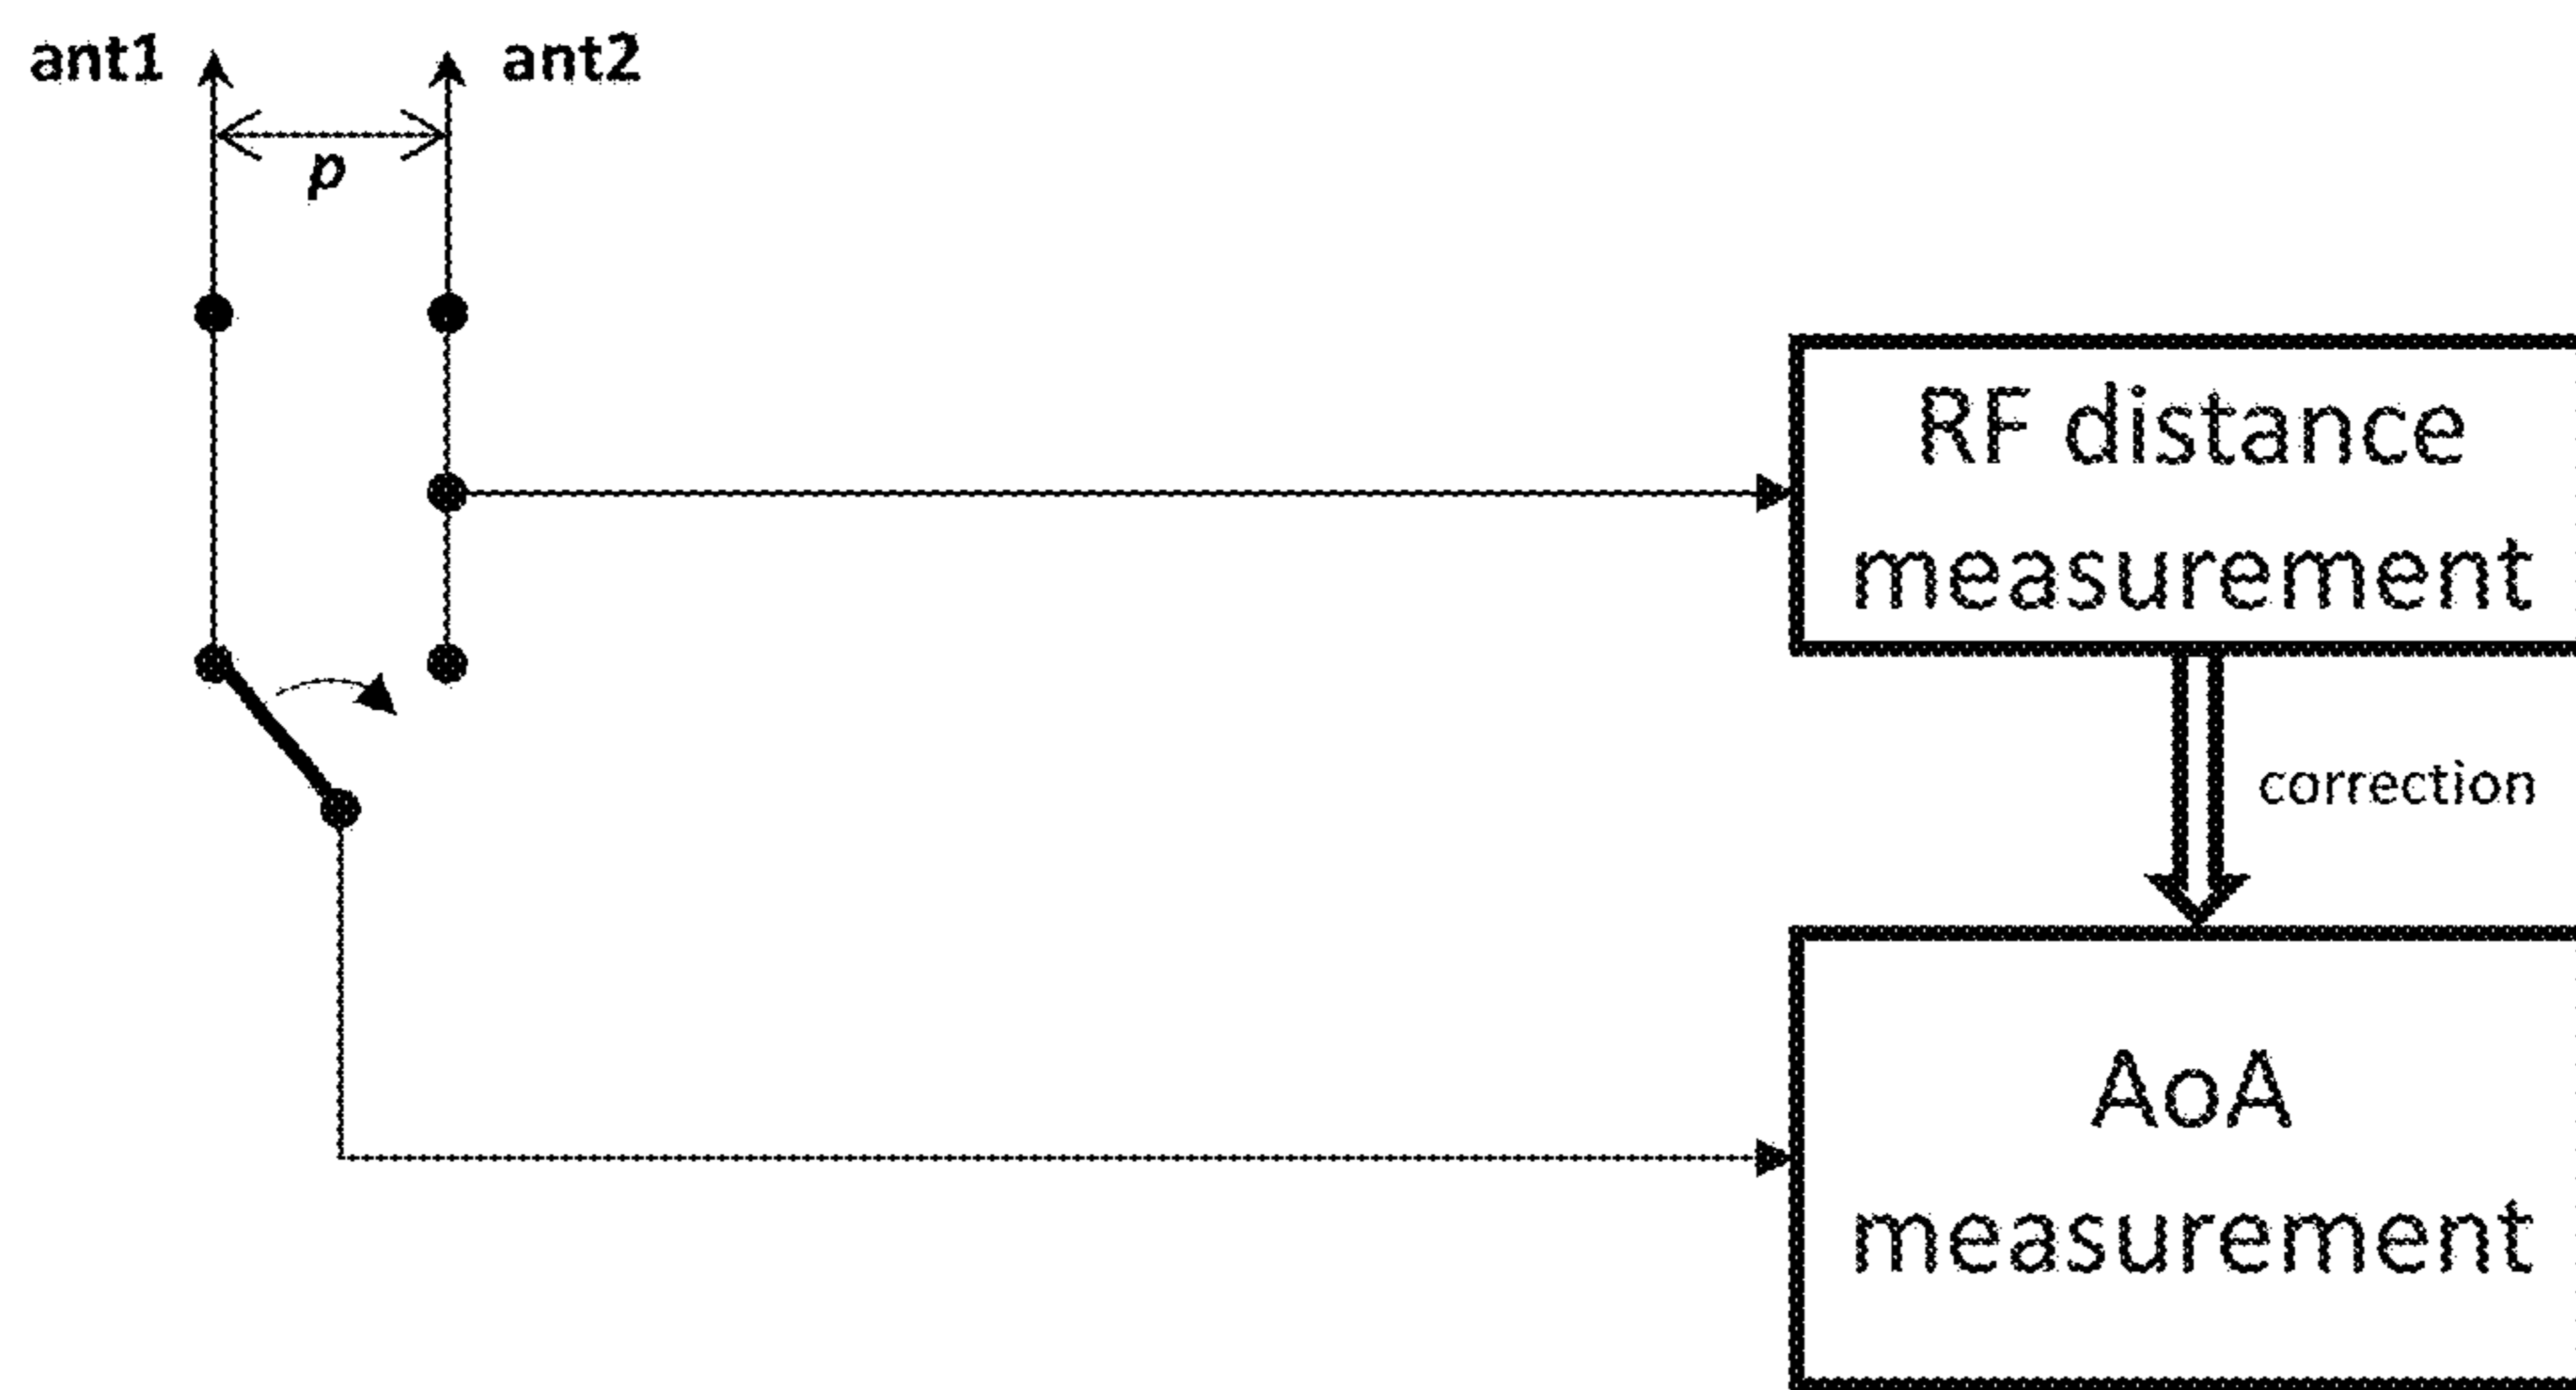 ant1
ant2
p
RF distance
measurement
correction
AoA
measurement